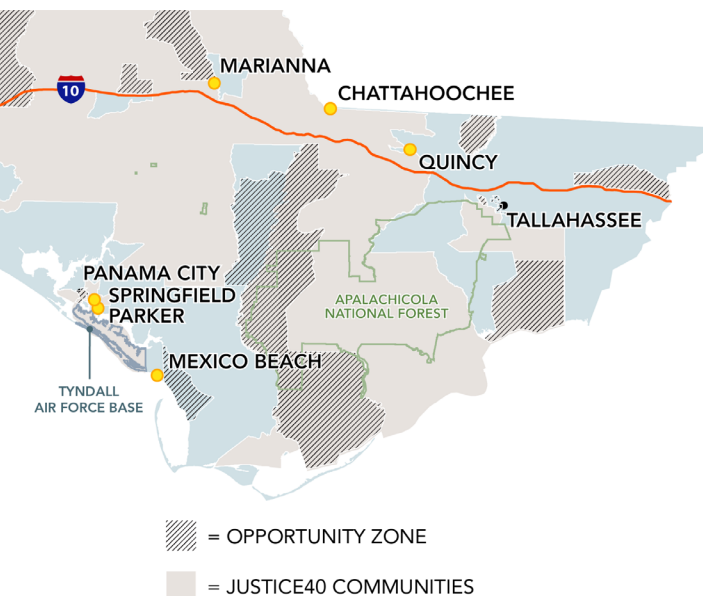 MARIANNA
10
CHATTAHOOCHEE
QUINCY
TALLAHASSEE
PANAMA CITY
SPRINGFIELD
PARKER
APALACHICOLA
NATIONAL FOREST
MEXICO BEACH
TYNDALL
AIR FORCE BASE
= OPPORTUNITY ZONE
= JUSTICE40 COMMUNITIES